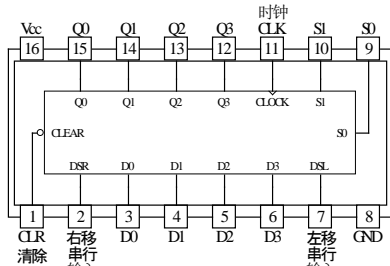 时钟
Vcc Q0 Q1 Q2 Q3 CLK S1 S0
16 15 14 13 12 11 10 9
Q0 Q1 Q2 Q3 CLOCK S1
CLEAR S0
DSR D0 D1 D2 D3 DSL
1 2 3 4 5 6 7 8
CLR 右移 D0 D1 D2 D3 左移 GND
清除 串行 串行